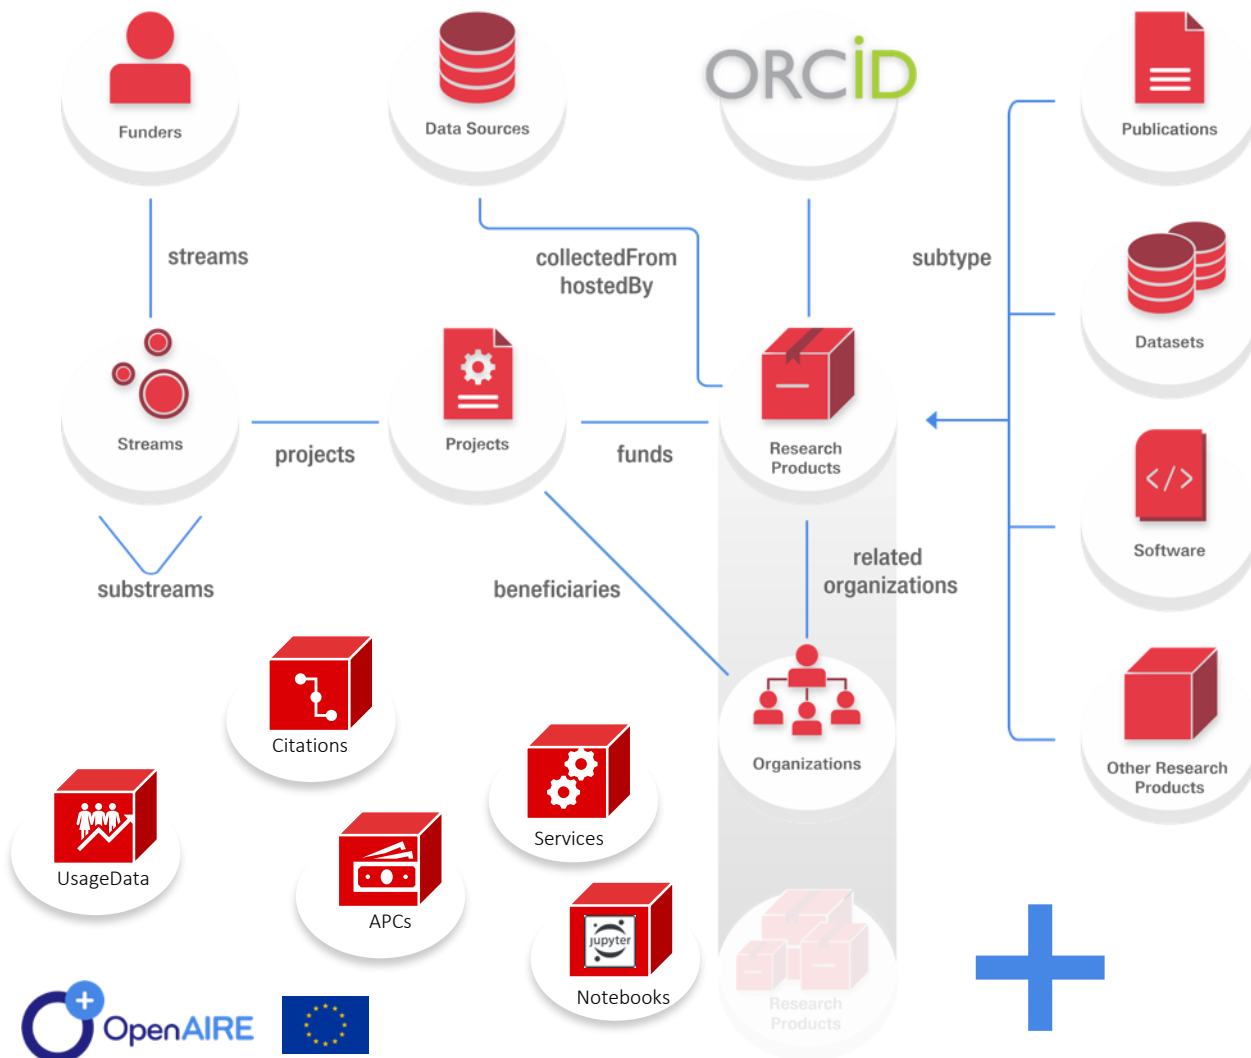 ORCiD
Funders
Data Sources
Publications
streams
collectedFrom
hostedBy
subtype
Datasets
Streams
projects
Projects
funds
Research
Products
</>
Software
substreams
beneficiaries
related
organizations
Citations
Organizations
Other Research
Products
Services
UsageData
APCs
jupyter
Notebooks
Research
Products
OpenAIRE